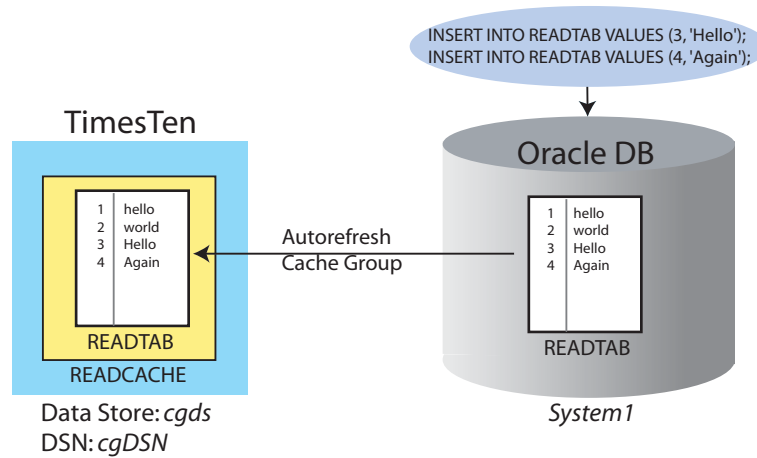 INSERT INTO READTAB VALUES (3, 'Hello');
INSERT INTO READTAB VALUES (4, 'Again');
TimesTen
Oracle DB
1 hello
2 world
3 Hello
4 Again
READTAB
READCACHE
Autorefresh
Cache Group
1 hello
2 world
3 Hello
4 Again
READTAB
Data Store: cgds
DSN: cgDSN
System1